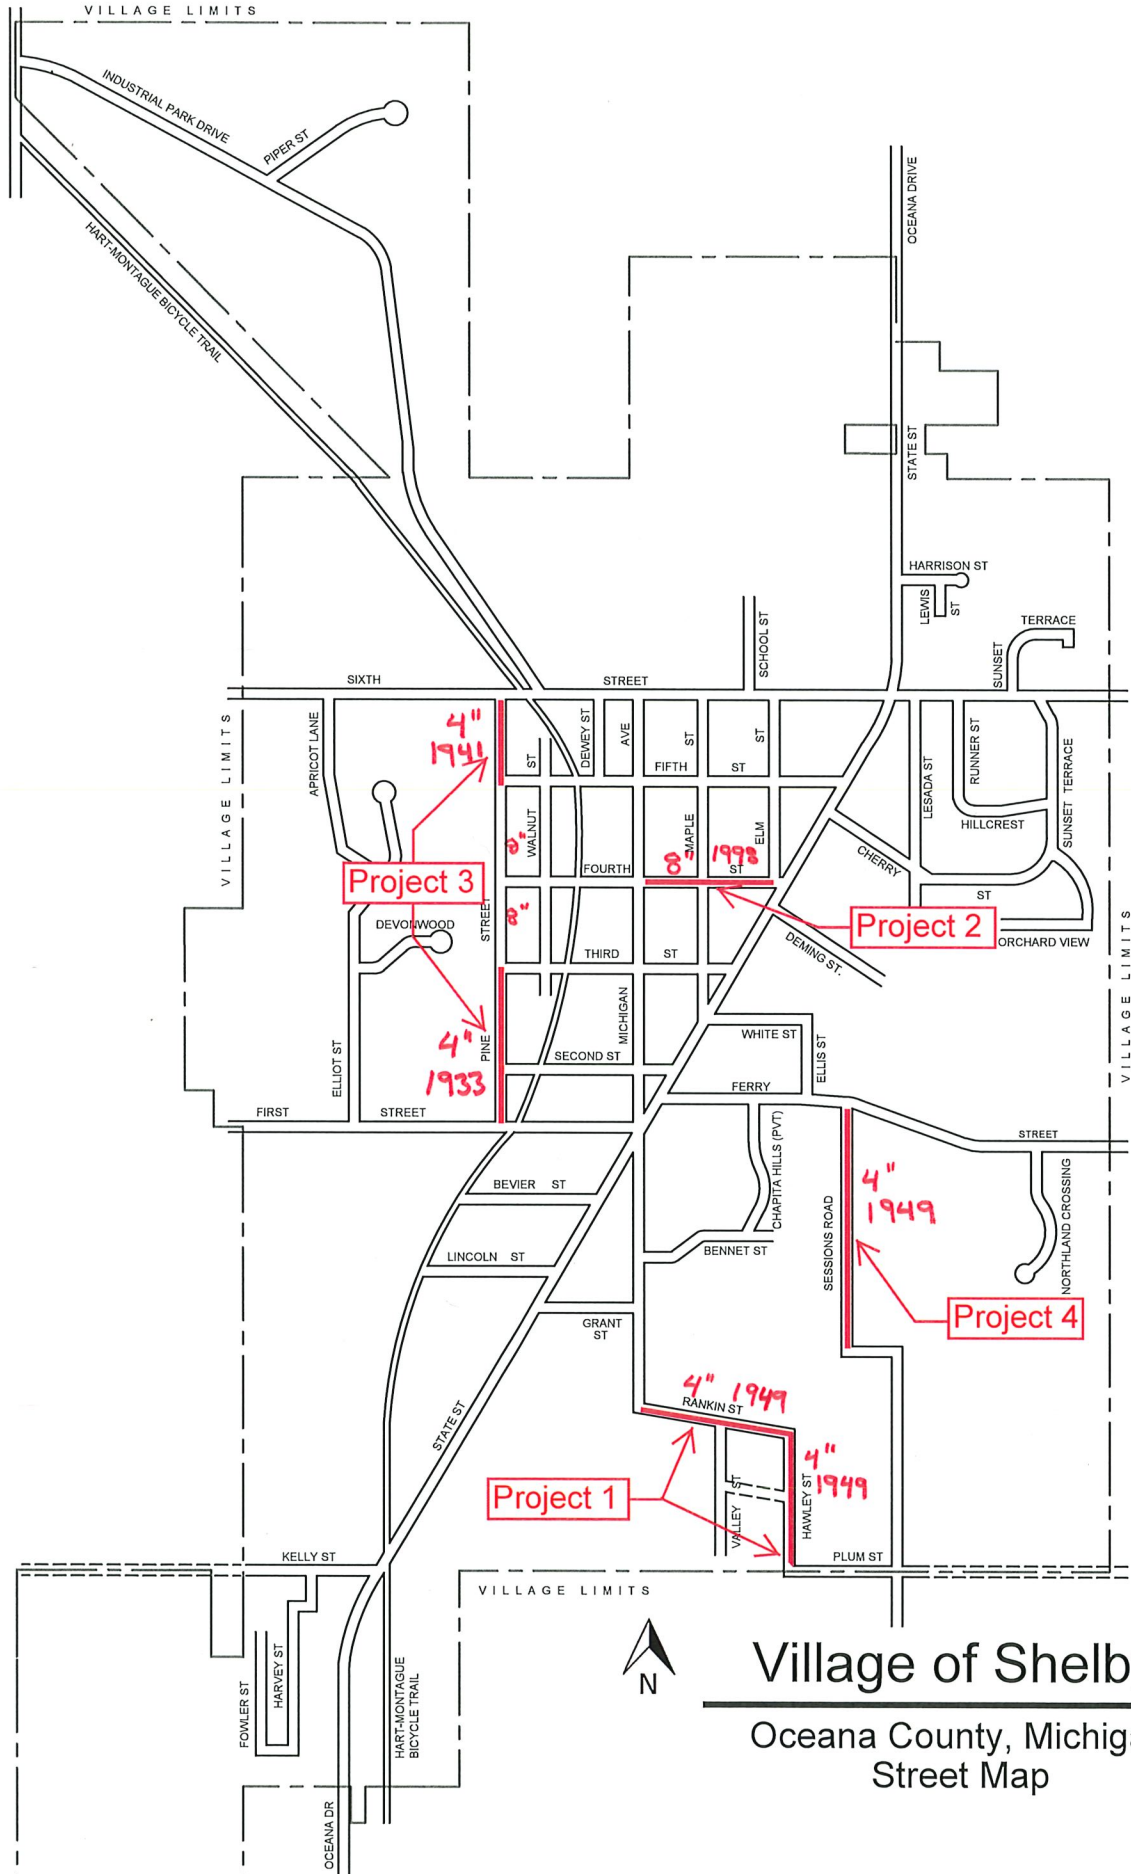 VILLAGE LIMITS
INDUSTRIAL PARK DRIVE
PIPER ST
HART-MONTAGUE BICYCLE TRAIL
OCEANA DRIVE
STATE ST
HARRISON ST
LEWIS
ST
SCHOOL ST
TERRACE
SUNSET
SIXTH
STREET
VILLAGE LIMITS
APRICOT LANE
4"
1941
ST
DEWEY ST
AVE
ST
ST
FIFTH
ST
LESADA ST
RUNNER ST
SUNSET TERRACE
HILLCREST
8"
WALNUT
MAPLE
ELM
CHERRY
ST
FOURTH
ST
8" 1998
Project 3
STREET
8"
DEVONWOOD
Project 2
ORCHARD VIEW
DEMING ST.
THIRD
ST
VILLAGE LIMITS
MICHIGAN
4"
1933
PINE
WHITE ST
ELLIS ST
SECOND ST
ELLIOT ST
FERRY
FIRST
STREET
STREET
CHAPITA HILLS (PVT)
BEVIER ST
4"
1949
SESSIONS ROAD
NORTHLAND CROSSING
BENNET ST
LINCOLN ST
GRANT
ST
Project 4
4" 1949
RANKIN ST
STATE ST
4"
1949
Project 1
VALLEY ST
HAWLEY ST
KELLY ST
PLUM ST
VILLAGE LIMITS
N
Village of Shelb
Oceana County, Michiga
Street Map
HARVEY ST
FOWLER ST
HART-MONTAGUE
BICYCLE TRAIL
OCEANA DR